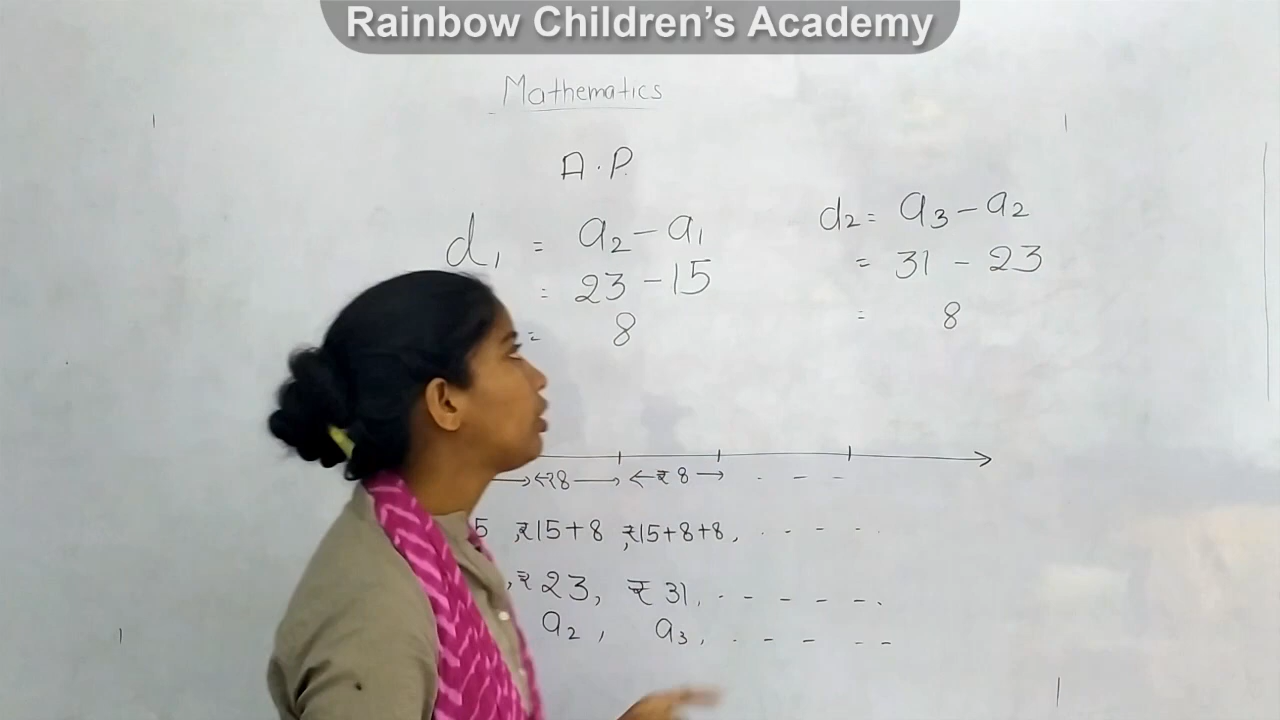 Rainbow Children's Academy
Mathematics
A.P.
d₁ = a₂ - a₁
= 23 - 15
= 8
d₂ = a₃ - a₂
= 31 - 23
= 8
→ ←₹8→ ←₹8→ - - -
5 ,₹15+8 ,₹15+8+8, - - - -
,₹23, ₹31, - - - - - -
a₂, a₃, - - - - -